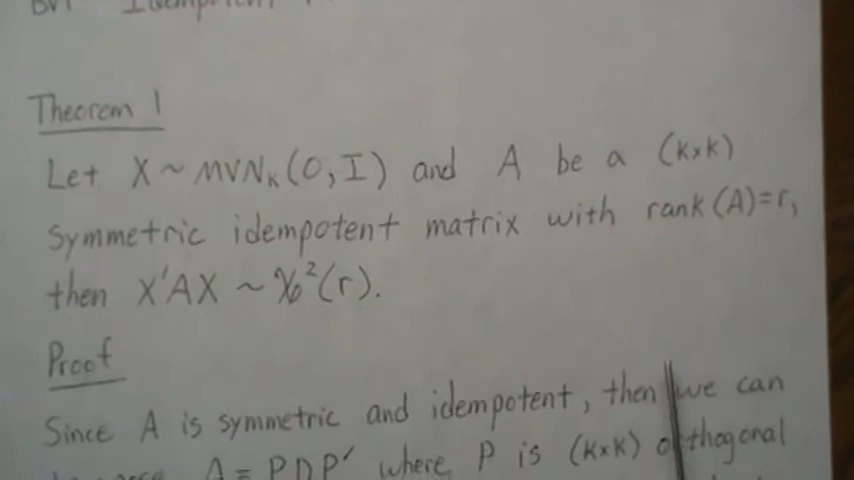 Theorem 1
Let X ~ MVNₖ(0, I) and A be a (k×k)
symmetric idempotent matrix with rank(A)=r,
then X'AX ~ χ²(r).
Proof
Since A is symmetric and idempotent, then we can
A = PDP' where P is (k×k) orthogonal